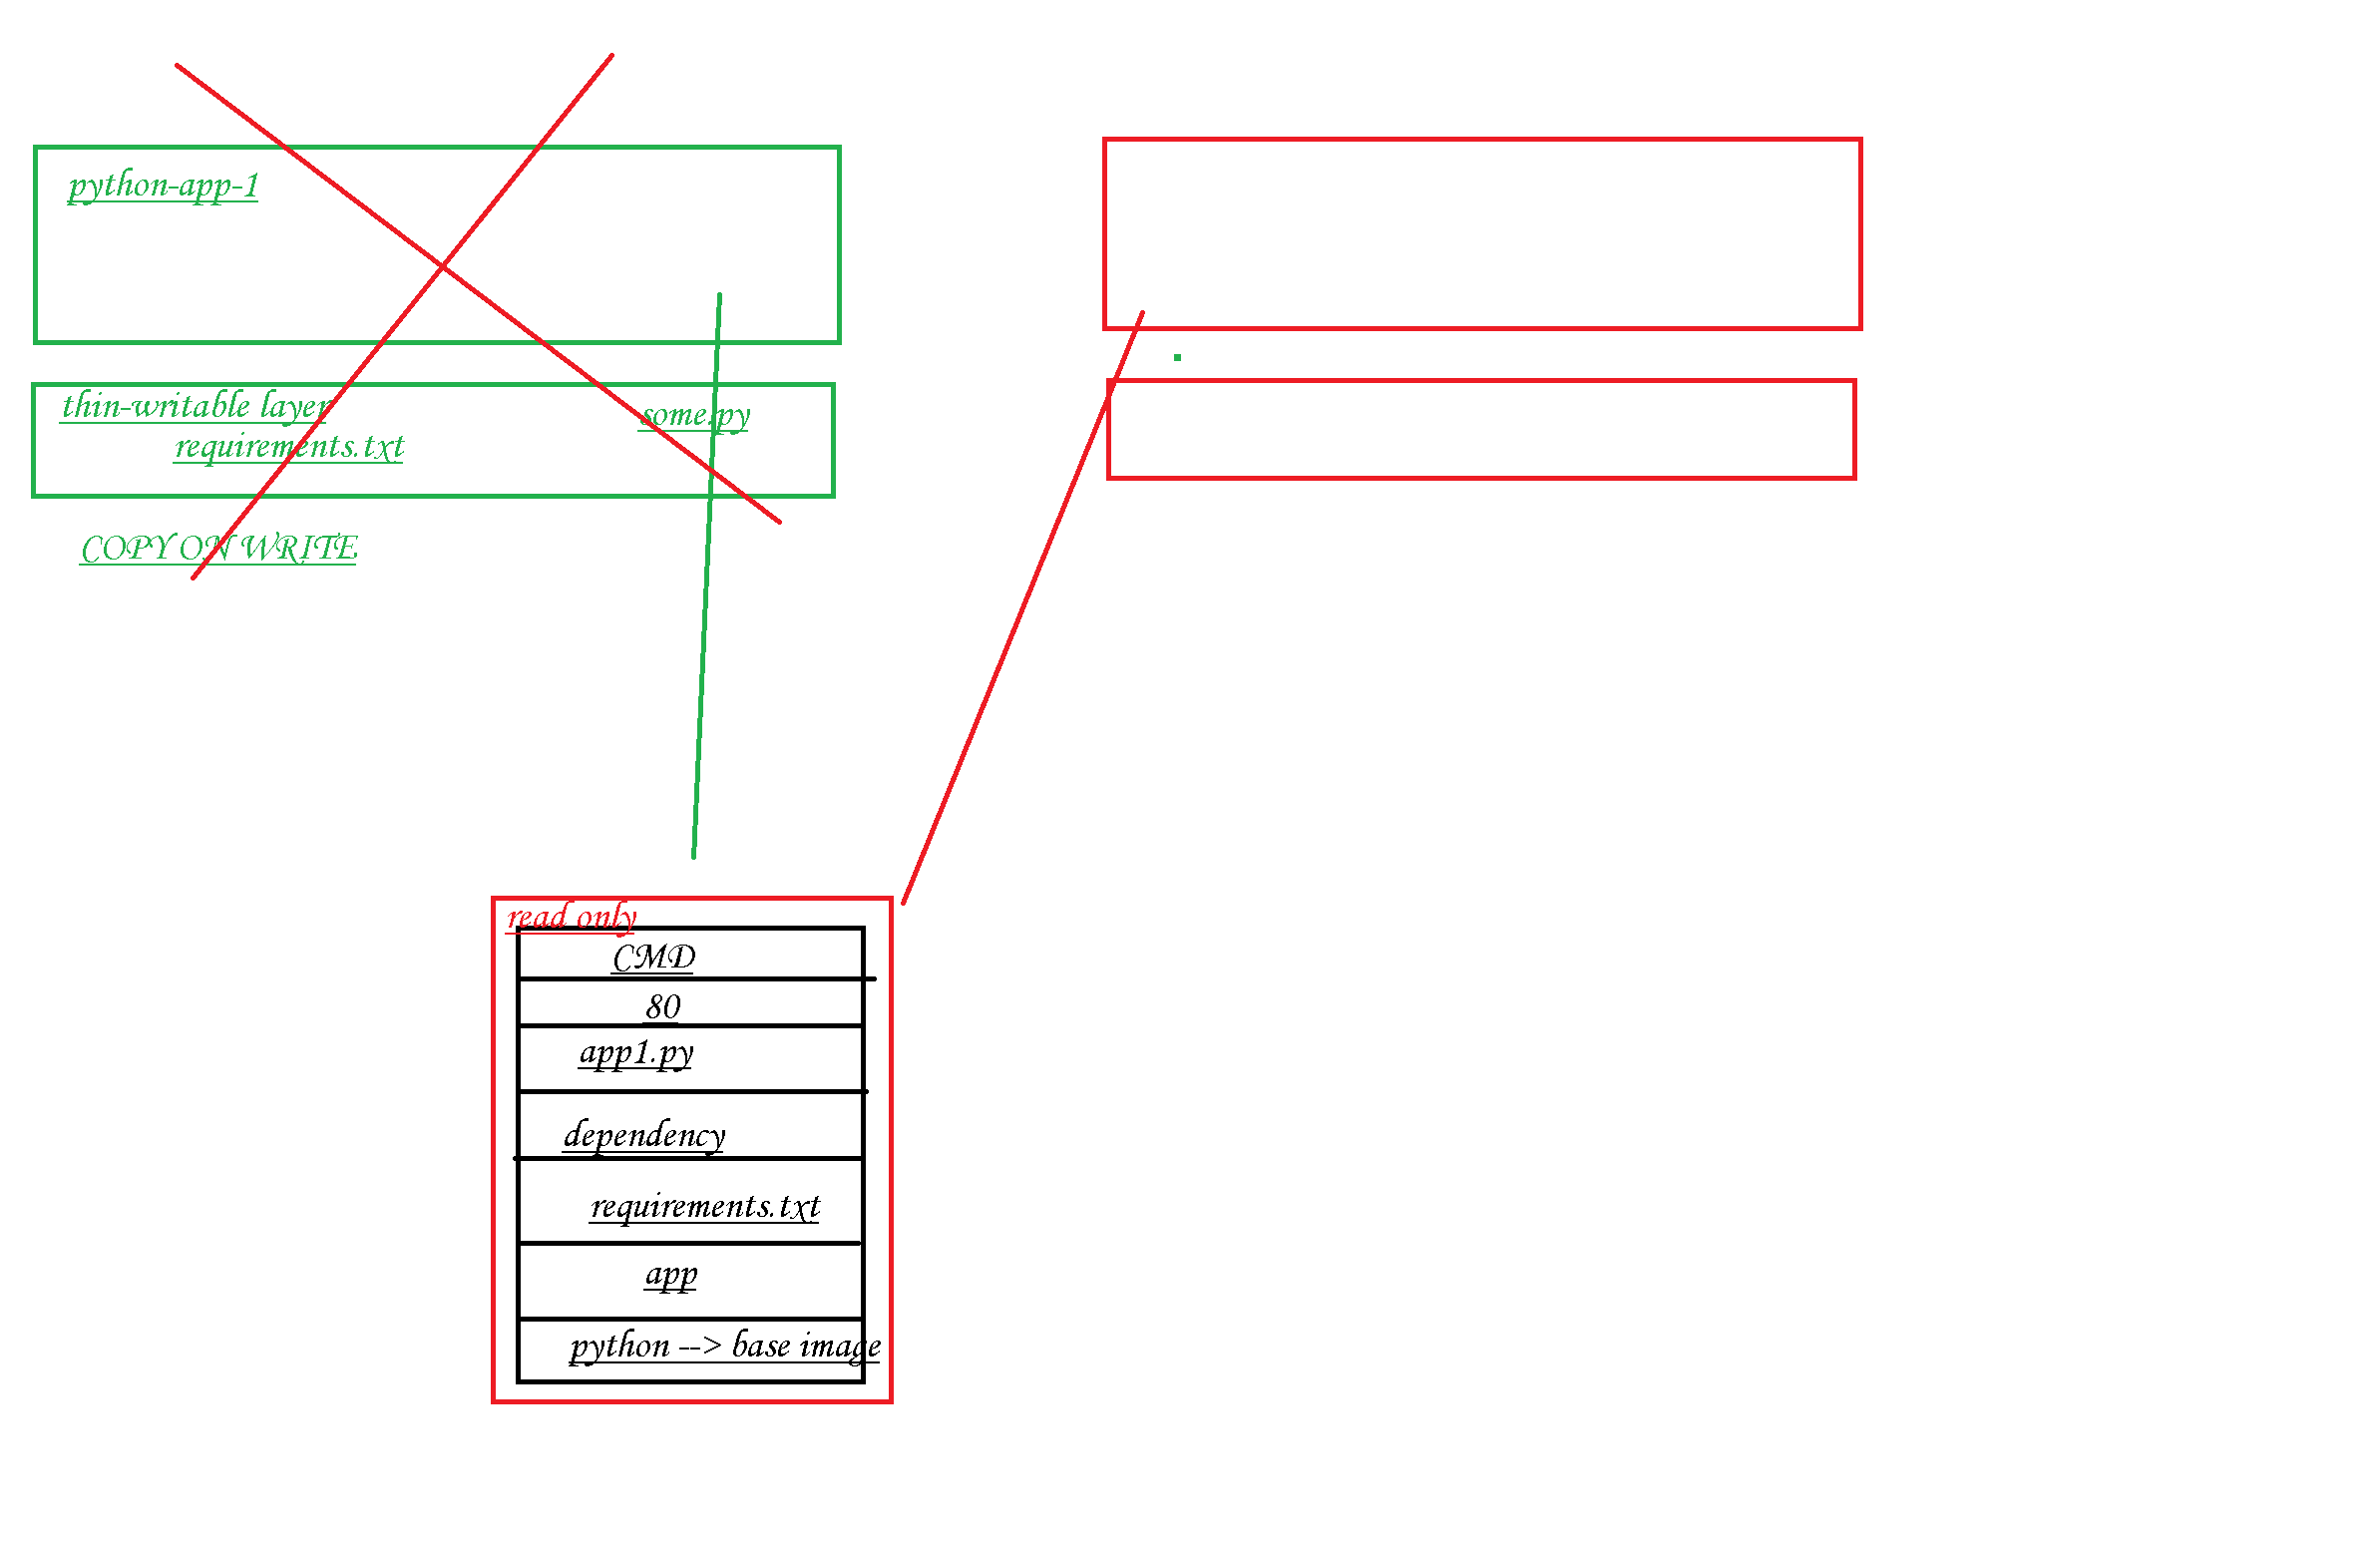 python-app-1
thin-writable layer
some.py
requirements.txt
COPY ON WRITE
read only
CMD
80
app1.py
dependency
requirements.txt
app
python --> base image